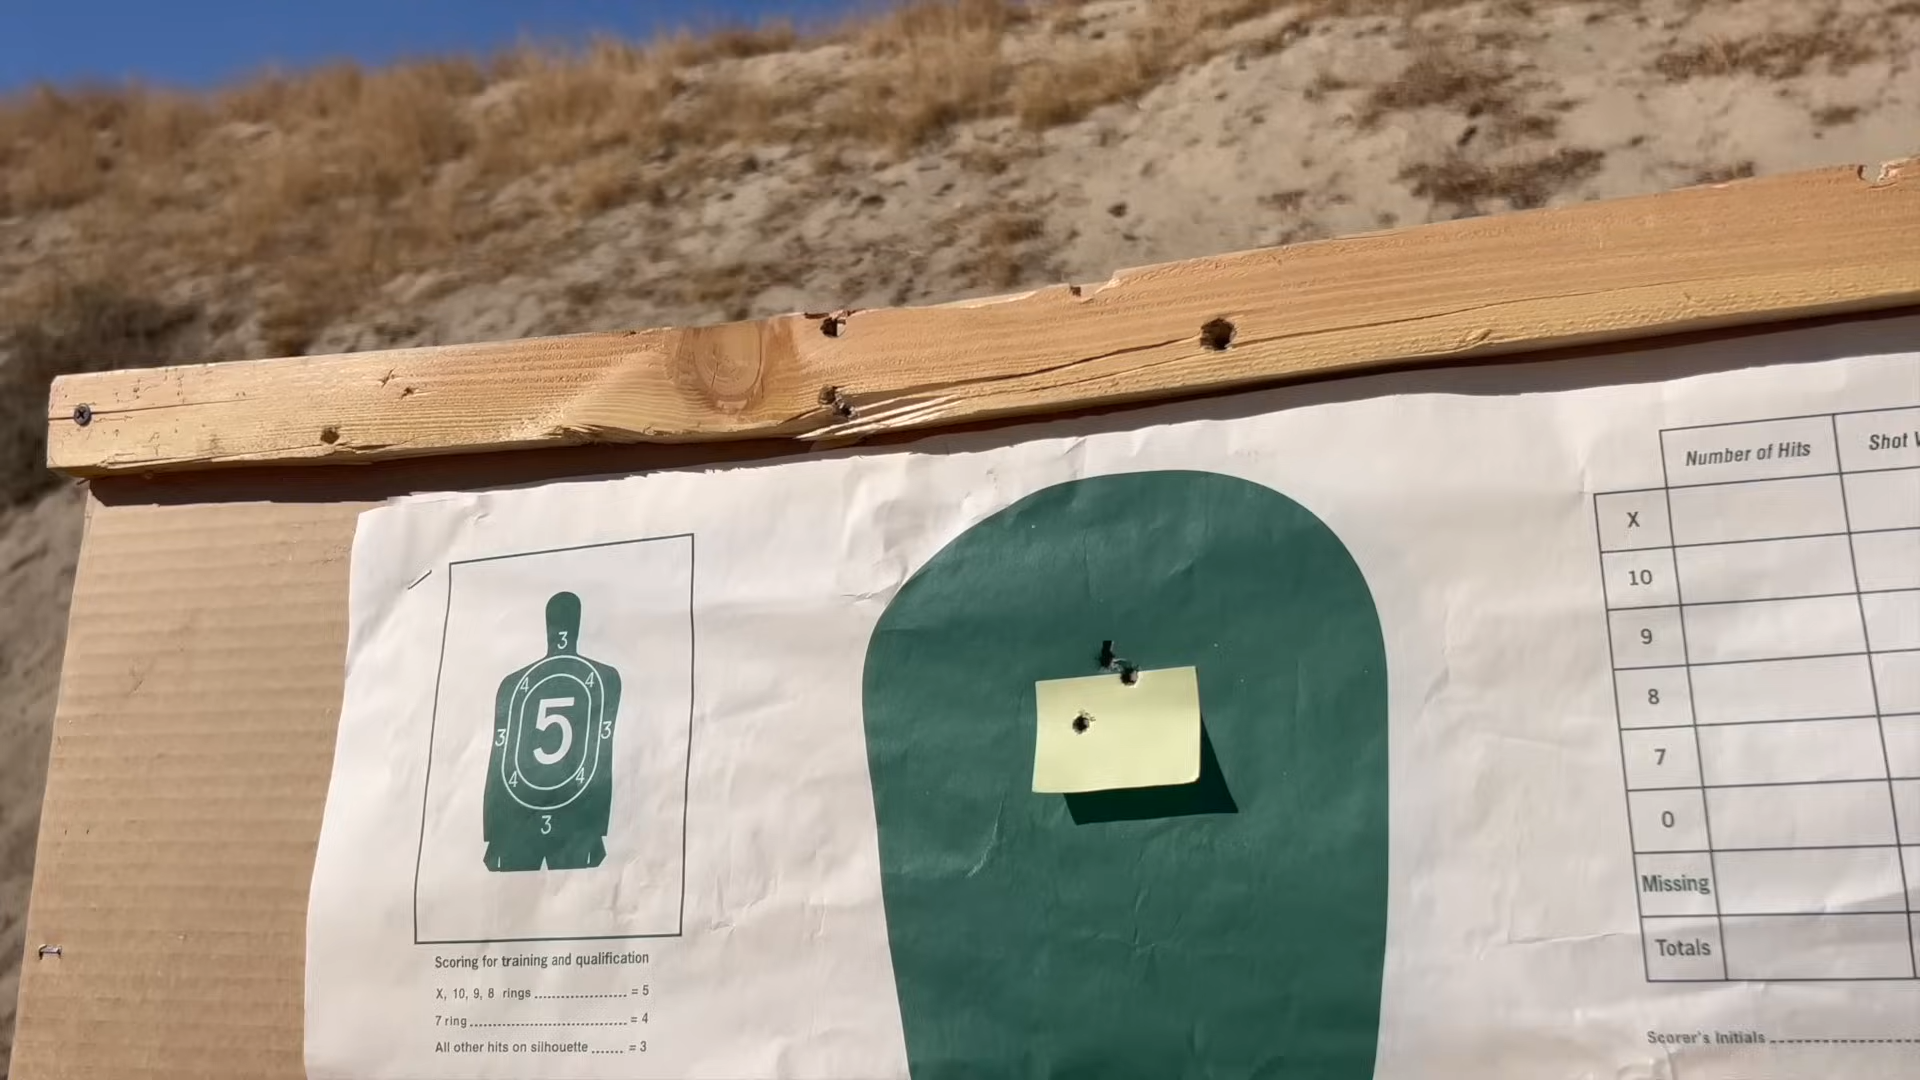 3
4 4
5
3 3
4 4
3
Scoring for training and qualification
X, 10, 9, 8 rings = 5
7 ring = 4
All other hits on silhouette = 3
Number of Hits Shot
X
10
9
8
7
0
Missing
Totals
Scorer's Initials